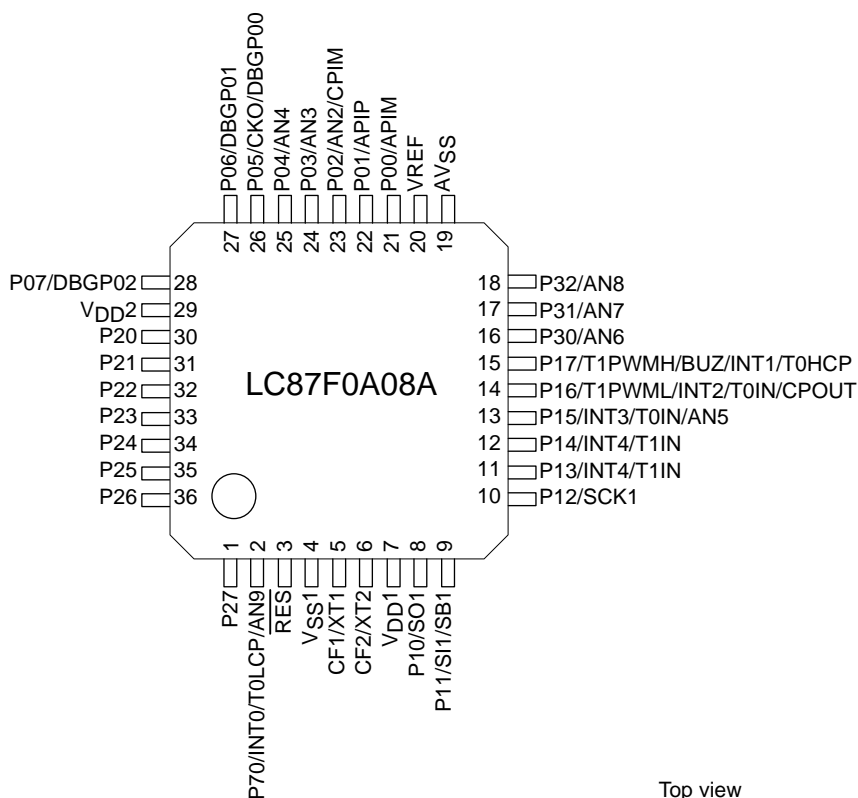 P06/DBGP01
P05/CKO/DBGP00
P04/AN4
P03/AN3
P02/AN2/CPIM
P01/APIP
P00/APIM
VREF
AVSS
27
26
25
24
23
22
21
20
19
P07/DBGP02 28
VDD2 29
P20 30
P21 31
P22 32
P23 33
P24 34
P25 35
P26 36
LC87F0A08A
18 P32/AN8
17 P31/AN7
16 P30/AN6
15 P17/T1PWMH/BUZ/INT1/T0HCP
14 P16/T1PWML/INT2/T0IN/CPOUT
13 P15/INT3/T0IN/AN5
12 P14/INT4/T1IN
11 P13/INT4/T1IN
10 P12/SCK1
1
2
3
4
5
6
7
8
9
P27
P70/INT0/T0LCP/AN9
RES
VSS1
CF1/XT1
CF2/XT2
VDD1
P10/SO1
P11/SI1/SB1
Top view